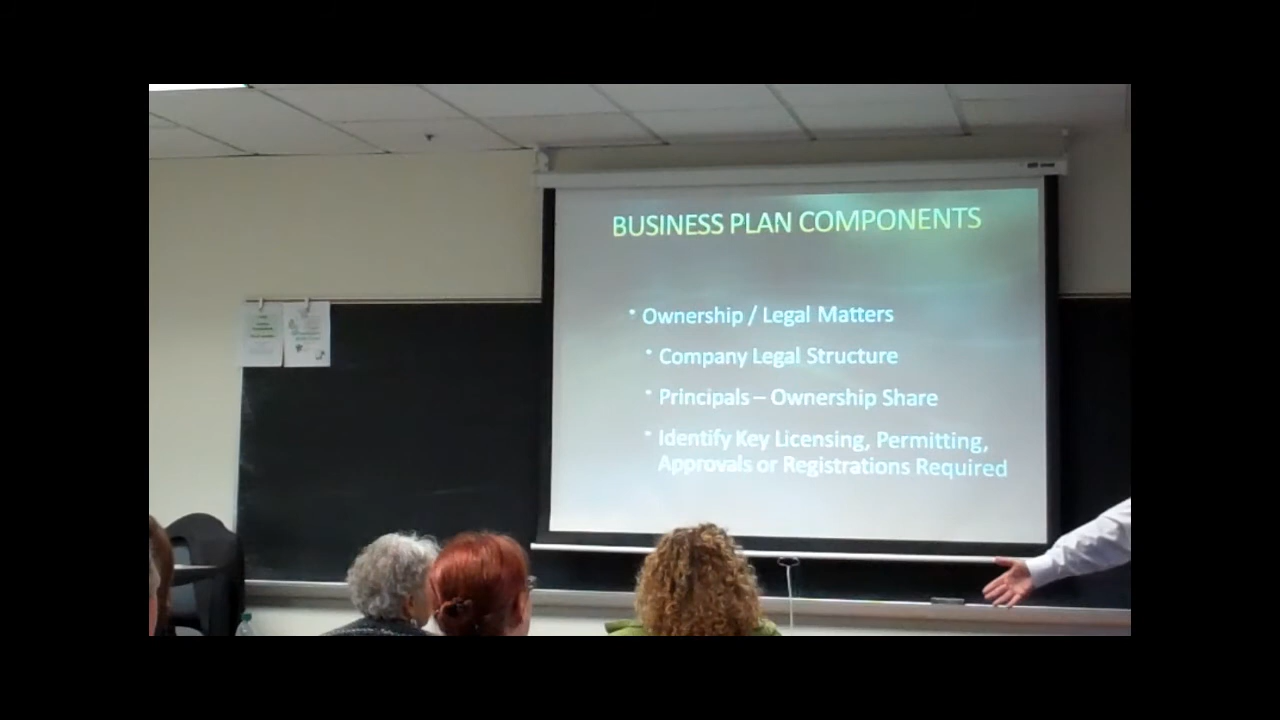 BUSINESS PLAN COMPONENTS
• Ownership / Legal Matters
• Company Legal Structure
• Principals – Ownership Share
• Identify Key Licensing, Permitting,
Approvals or Registrations Required